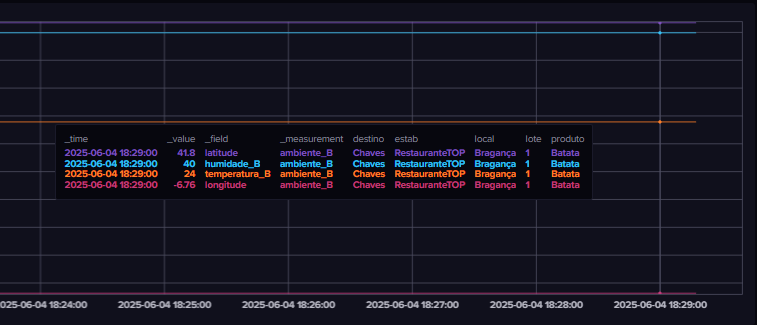 _time _value _field _measurement destino estab local lote produto
2025-06-04 18:29:00 41.8 latitude ambiente_B Chaves RestauranteTOP Bragança 1 Batata
2025-06-04 18:29:00 40 humidade_B ambiente_B Chaves RestauranteTOP Bragança 1 Batata
2025-06-04 18:29:00 24 temperatura_B ambiente_B Chaves RestauranteTOP Bragança 1 Batata
2025-06-04 18:29:00 -6.76 longitude ambiente_B Chaves RestauranteTOP Bragança 1 Batata
025-06-04 18:24:00 2025-06-04 18:25:00 2025-06-04 18:26:00 2025-06-04 18:27:00 2025-06-04 18:28:00 2025-06-04 18:29:00